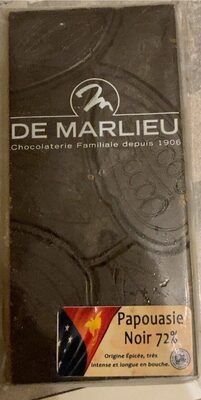 DE MARLIEU
Chocolaterie Familiale depuis 1906
Papouasie
Noir 72%
Origine Épicée, très
intense et longue en bouche.